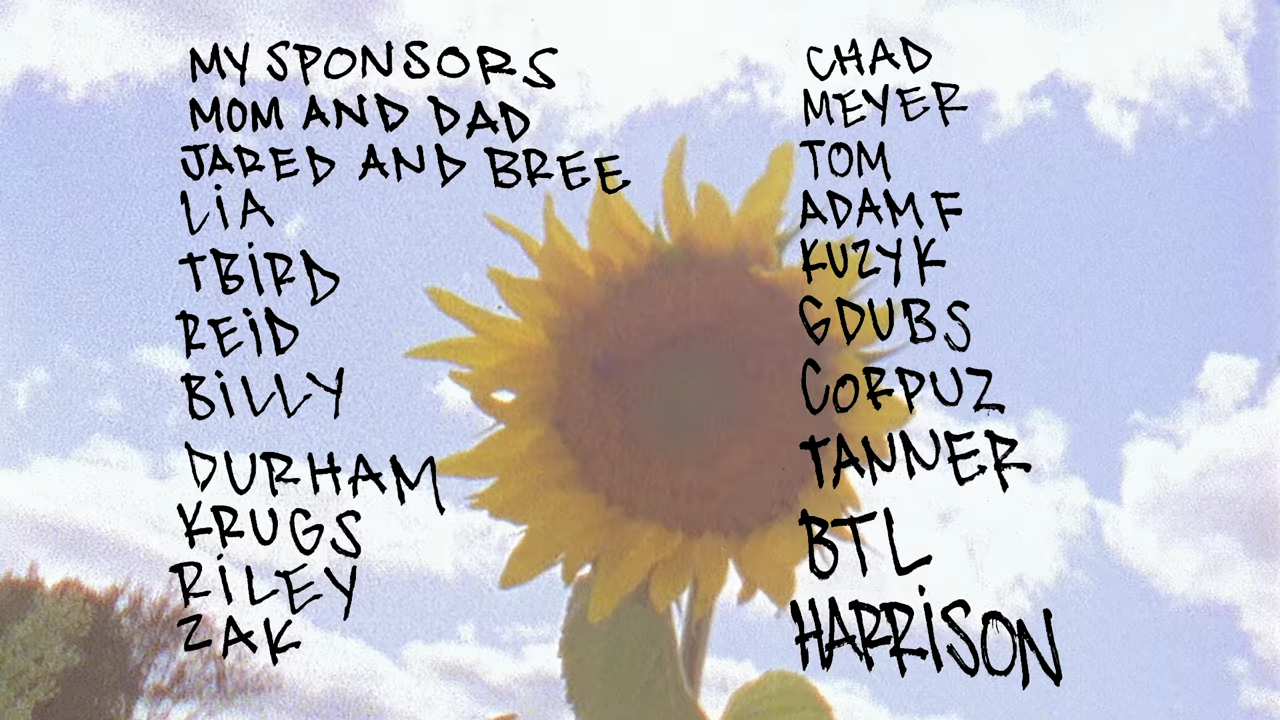 MY SPONSORS
MOM AND DAD
JARED AND BREE
LiA
TBiRD
REiD
BiLLY
DURHAM
KRUGS
RiLEY
ZAK
CHAD
MEYER
TOM
ADAM F
KUZYK
GDUBS
CORPUZ
TANNER
BTL
HARRiSON